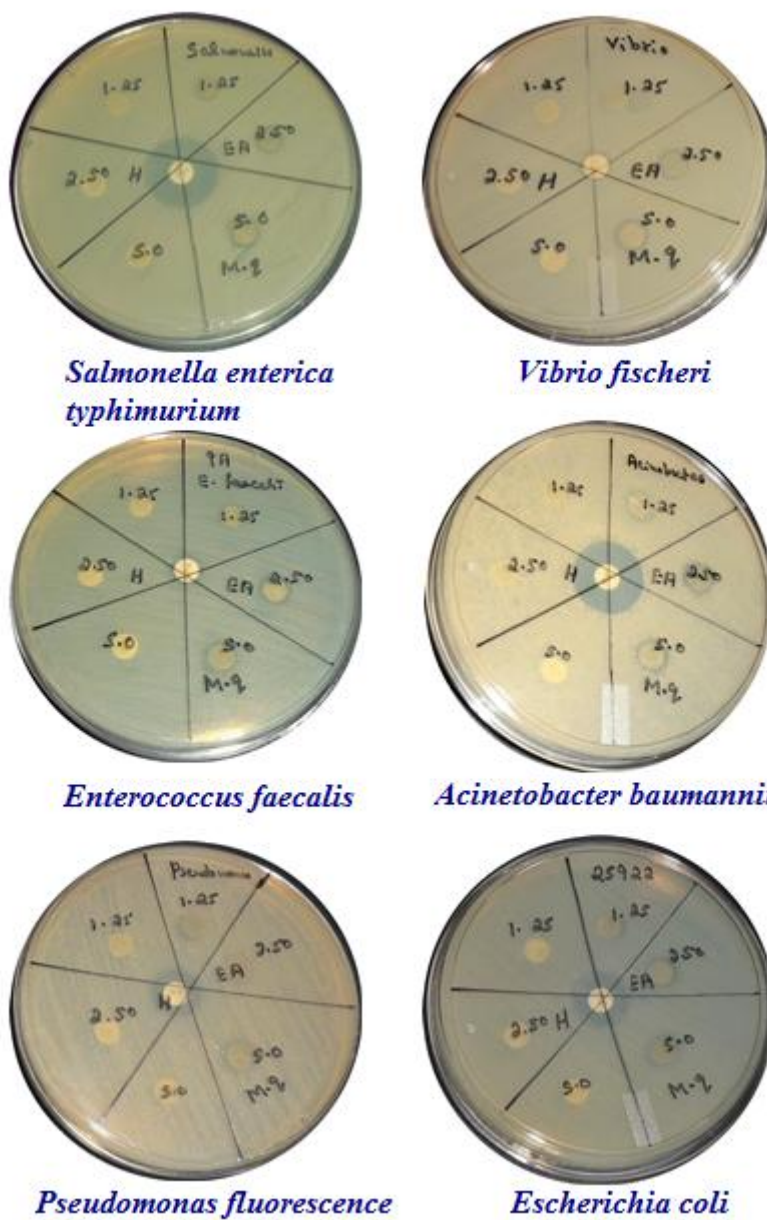 Salmonella
1.25
1.25
2.50
EA
2.50
H
5.0
5.0
M.q
Salmonella enterica
typhimurium
Vibrio
1.25
1.25
2.50
EA
2.50
H
5.0
5.0
M.q
Vibrio fischeri
9A
E. faecalis
1.25
1.25
2.50
H
EA
2.50
5.0
5.0
M.q
Enterococcus faecalis
1.25
1.25
2.50
H
EA
2.50
5.0
5.0
M.q
Acinetobacter baumannii
1.25
1.25
2.50
EA
H
2.50
5.0
5.0
M.q
Pseudomonas fluorescence
25922
1.25
1.25
2.50
EA
2.50
H
5.0
5.0
M.q
Escherichia coli